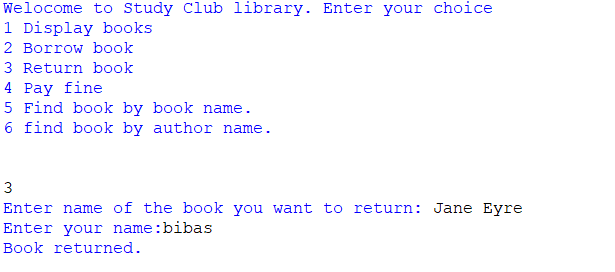 Welocome to Study Club library. Enter your choice
1 Display books
2 Borrow book
3 Return book
4 Pay fine
5 Find book by book name.
6 find book by author name.
3
Enter name of the book you want to return: Jane Eyre
Enter your name:bibas
Book returned.